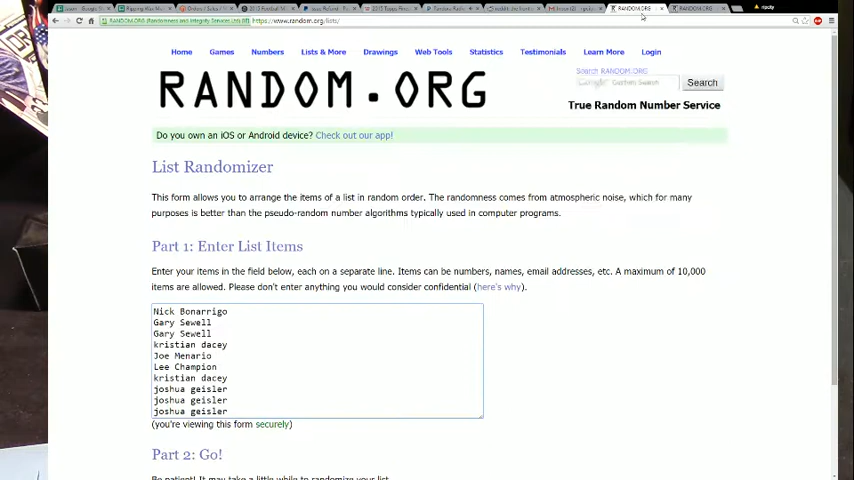 RANDOM.ORG
RANDOM.ORG
https://www.random.org/lists/
Home Games Numbers Lists & More Drawings Web Tools Statistics Testimonials Learn More Login
Search RANDOM.ORG
RANDOM.ORG
Google Custom Search
Search
True Random Number Service
Do you own an iOS or Android device? Check out our app!
List Randomizer
This form allows you to arrange the items of a list in random order. The randomness comes from atmospheric noise, which for many
purposes is better than the pseudo-random number algorithms typically used in computer programs.
Part 1: Enter List Items
Enter your items in the field below, each on a separate line. Items can be numbers, names, email addresses, etc. A maximum of 10,000
items are allowed. Please don't enter anything you would consider confidential (here's why).
Nick Bonarrigo
Gary Sewell
Gary Sewell
kristian dacey
Joe Menario
Lee Champion
kristian dacey
joshua geisler
joshua geisler
joshua geisler
(you're viewing this form securely)
Part 2: Go!
Be patient! It may take a little while to randomize your list